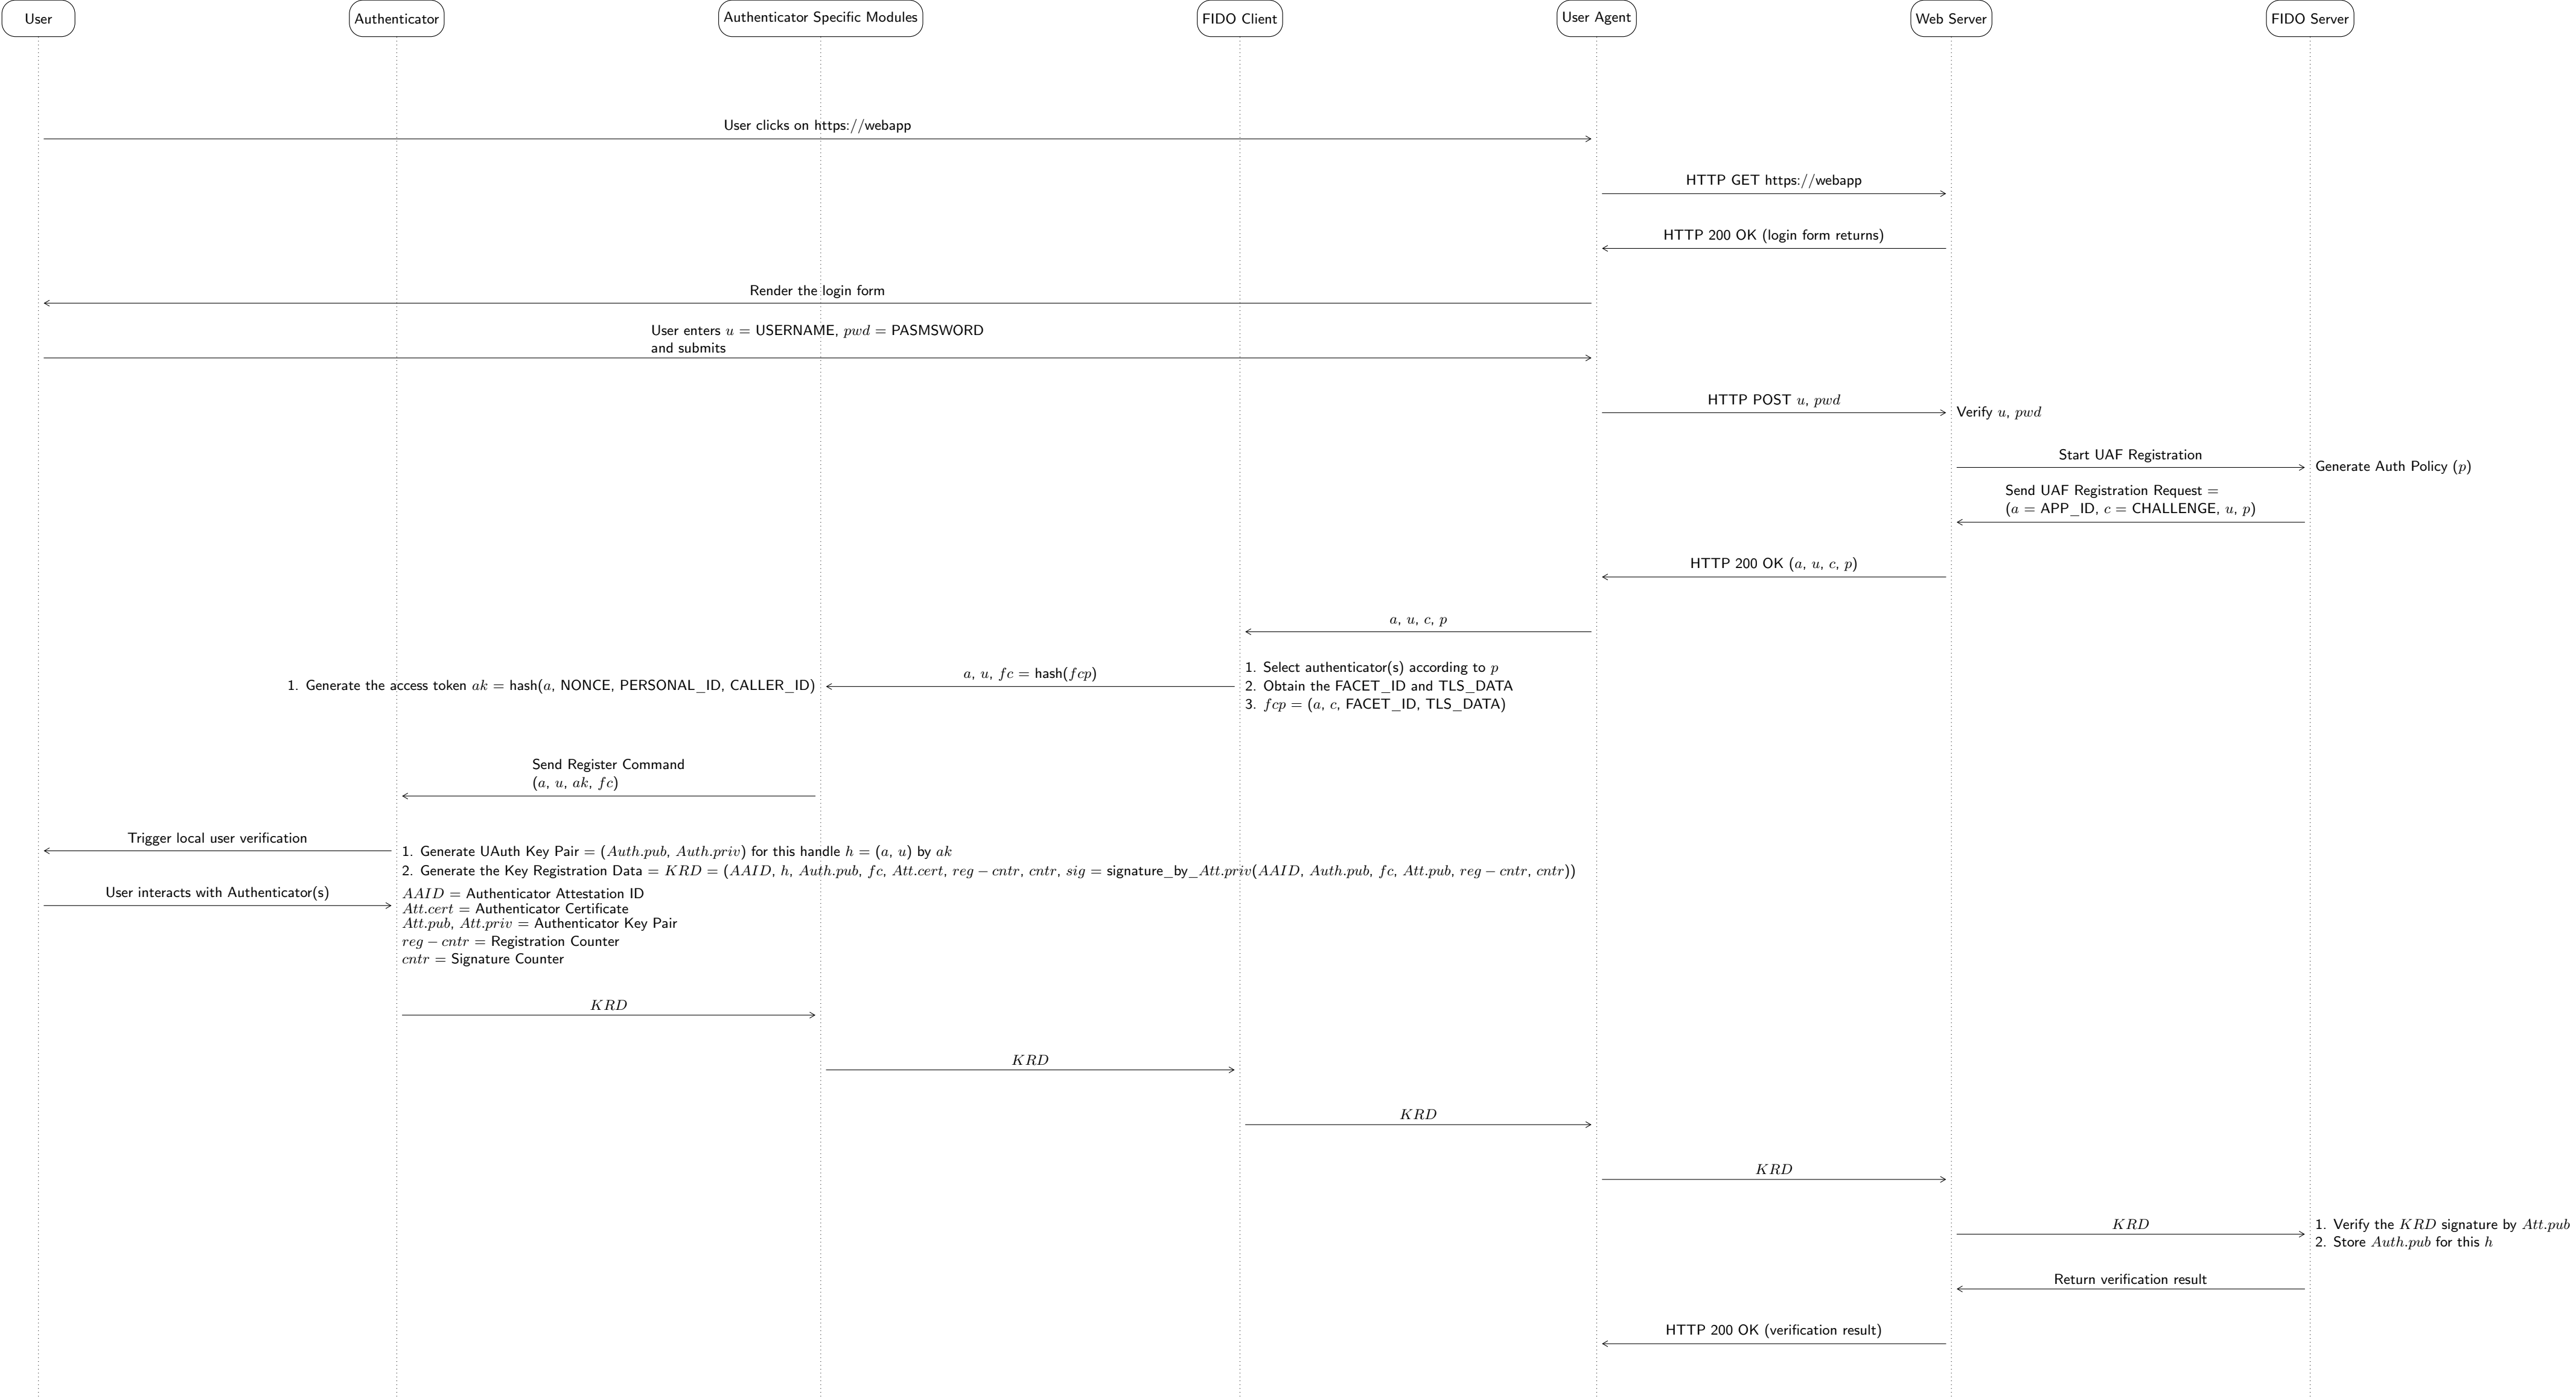 User
Authenticator
Authenticator Specific Modules
FIDO Client
User Agent
Web Server
FIDO Server
User clicks on https://webapp
HTTP GET https://webapp
HTTP 200 OK (login form returns)
Render the login form
User enters u = USERNAME, pwd = PASMSWORD
and submits
HTTP POST u, pwd
Verify u, pwd
Start UAF Registration
Generate Auth Policy (p)
Send UAF Registration Request =
(a = APP_ID, c = CHALLENGE, u, p)
HTTP 200 OK (a, u, c, p)
a, u, c, p
1. Select authenticator(s) according to p
2. Obtain the FACET_ID and TLS_DATA
3. fcp = (a, c, FACET_ID, TLS_DATA)
a, u, fc = hash(fcp)
1. Generate the access token ak = hash(a, NONCE, PERSONAL_ID, CALLER_ID)
Send Register Command
(a, u, ak, fc)
Trigger local user verification
1. Generate UAuth Key Pair = (Auth.pub, Auth.priv) for this handle h = (a, u) by ak
2. Generate the Key Registration Data = KRD = (AAID, h, Auth.pub, fc, Att.cert, reg − cntr, cntr, sig = signature_by_Att.priv(AAID, Auth.pub, fc, Att.pub, reg − cntr, cntr))
User interacts with Authenticator(s)
AAID = Authenticator Attestation ID
Att.cert = Authenticator Certificate
Att.pub, Att.priv = Authenticator Key Pair
reg − cntr = Registration Counter
cntr = Signature Counter
KRD
KRD
KRD
KRD
KRD
1. Verify the KRD signature by Att.pub
2. Store Auth.pub for this h
Return verification result
HTTP 200 OK (verification result)